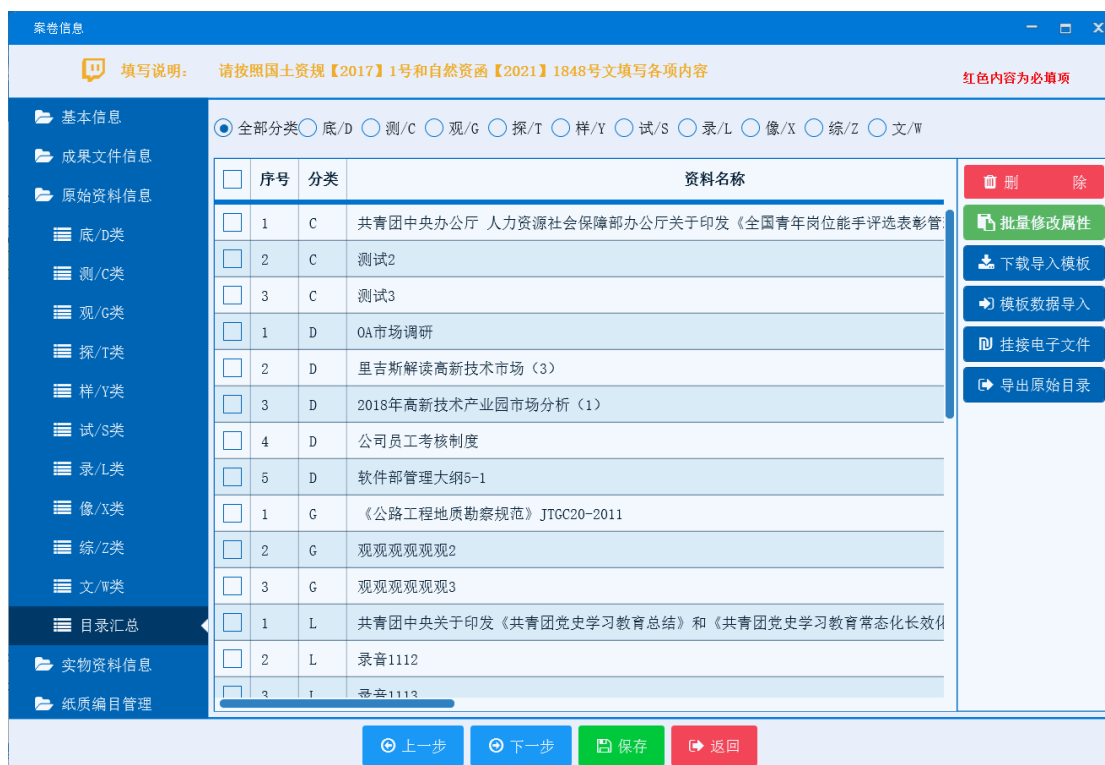 案卷信息
填写说明： 请按照国土资规【2017】1号和自然资函【2021】1848号文填写各项内容
红色内容为必填项
基本信息
成果文件信息
原始资料信息
底/D类
测/C类
观/G类
探/T类
样/Y类
试/S类
录/L类
像/X类
综/Z类
文/W类
目录汇总
实物资料信息
纸质编目管理
全部分类 底/D 测/C 观/G 探/T 样/Y 试/S 录/L 像/X 综/Z 文/W
序号 分类 资料名称
1 C 共青团中央办公厅 人力资源社会保障部办公厅关于印发《全国青年岗位能手评选表彰管
2 C 测试2
3 C 测试3
1 D OA市场调研
2 D 里吉斯解读高新技术市场（3）
3 D 2018年高新技术产业园市场分析（1）
4 D 公司员工考核制度
5 D 软件部管理大纲5-1
1 G 《公路工程地质勘察规范》JTGC20-2011
2 G 观观观观观观2
3 G 观观观观观观3
1 L 共青团中央关于印发《共青团党史学习教育总结》和《共青团党史学习教育常态化长效化
2 L 录音1112
3 L 录音1113
删 除
批量修改属性
下载导入模板
模板数据导入
挂接电子文件
导出原始目录
上一步 下一步 保存 返回